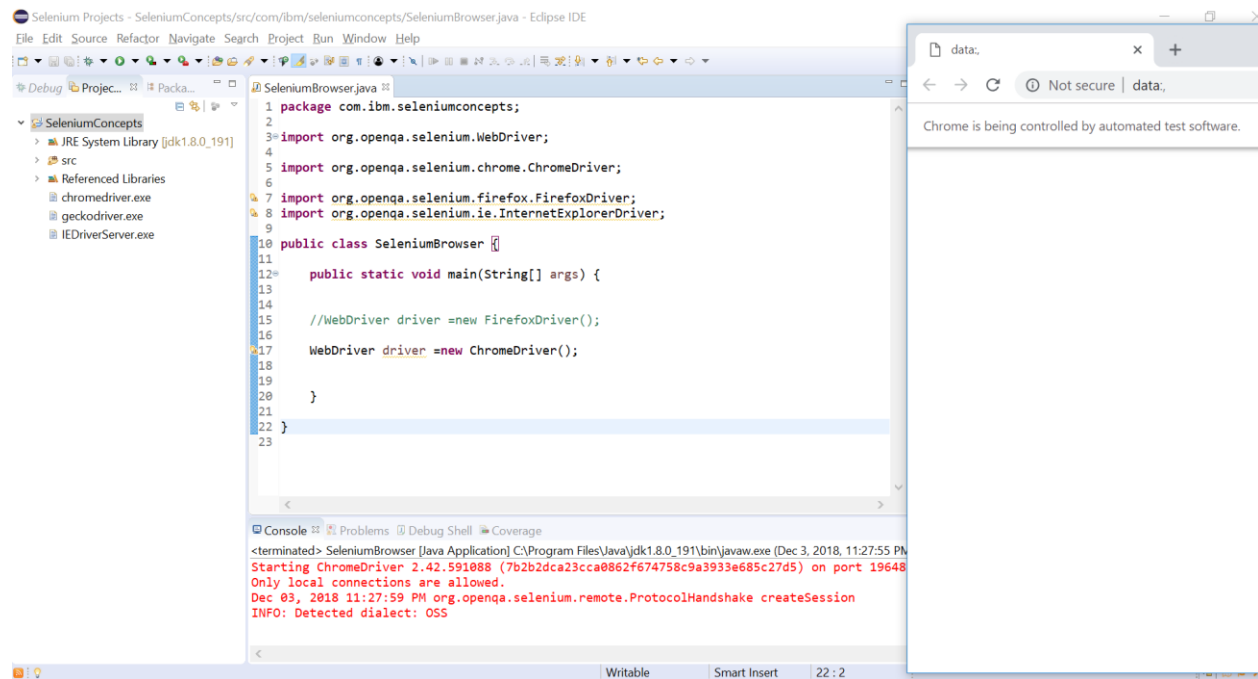 Selenium Projects - SeleniumConcepts/src/com/ibm/seleniumconcepts/SeleniumBrowser.java - Eclipse IDE
File Edit Source Refactor Navigate Search Project Run Window Help
Debug Projec... Packa...
SeleniumConcepts
JRE System Library [jdk1.8.0_191]
src
Referenced Libraries
chromedriver.exe
geckodriver.exe
IEDriverServer.exe
SeleniumBrowser.java
1 package com.ibm.seleniumconcepts;
2
3 import org.openqa.selenium.WebDriver;
4
5 import org.openqa.selenium.chrome.ChromeDriver;
6
7 import org.openqa.selenium.firefox.FirefoxDriver;
8 import org.openqa.selenium.ie.InternetExplorerDriver;
9
10 public class SeleniumBrowser {
11
12 public static void main(String[] args) {
13
14
15 //WebDriver driver =new FirefoxDriver();
16
17 WebDriver driver =new ChromeDriver();
18
19
20 }
21
22 }
23
Console Problems Debug Shell Coverage
<terminated> SeleniumBrowser [Java Application] C:\Program Files\Java\jdk1.8.0_191\bin\javaw.exe (Dec 3, 2018, 11:27:55 PM
Starting ChromeDriver 2.42.591088 (7b2b2dca23cca0862f674758c9a3933e685c27d5) on port 19648
Only local connections are allowed.
Dec 03, 2018 11:27:59 PM org.openqa.selenium.remote.ProtocolHandshake createSession
INFO: Detected dialect: OSS
Writable Smart Insert 22 : 2
data:,
Not secure | data:,
Chrome is being controlled by automated test software.